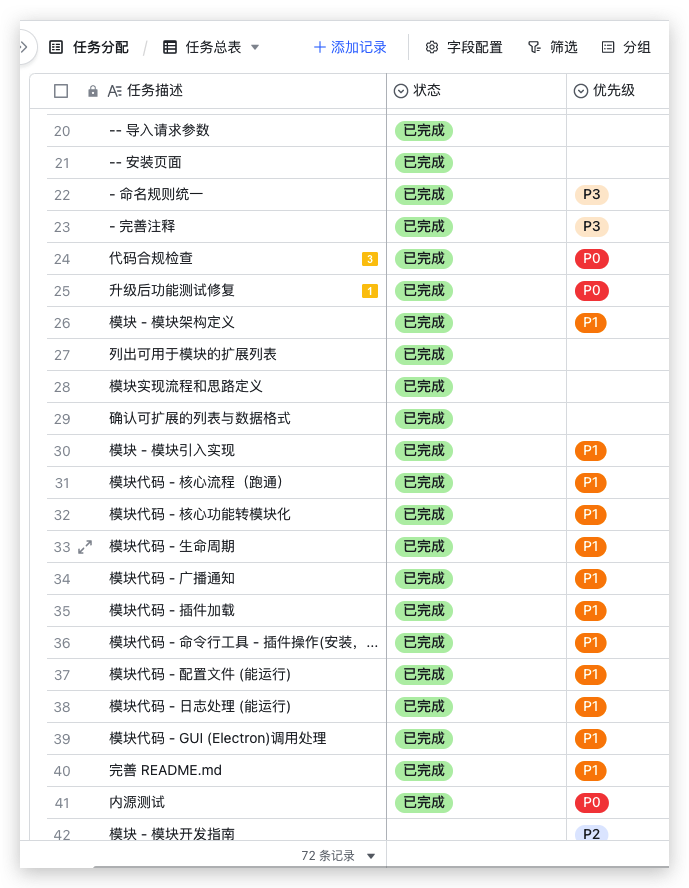 任务分配 / 任务总表 添加记录 字段配置 筛选 分组
任务描述 状态 优先级
20 -- 导入请求参数 已完成
21 -- 安装页面 已完成
22 - 命名规则统一 已完成 P3
23 - 完善注释 已完成 P3
24 代码合规检查 3 已完成 P0
25 升级后功能测试修复 1 已完成 P0
26 模块 - 模块架构定义 已完成 P1
27 列出可用于模块的扩展列表 已完成
28 模块实现流程和思路定义 已完成
29 确认可扩展的列表与数据格式 已完成
30 模块 - 模块引入实现 已完成 P1
31 模块代码 - 核心流程（跑通） 已完成 P1
32 模块代码 - 核心功能转模块化 已完成 P1
33 模块代码 - 生命周期 已完成 P1
34 模块代码 - 广播通知 已完成 P1
35 模块代码 - 插件加载 已完成 P1
36 模块代码 - 命令行工具 - 插件操作(安装，... 已完成 P1
37 模块代码 - 配置文件 (能运行) 已完成 P1
38 模块代码 - 日志处理 (能运行) 已完成 P1
39 模块代码 - GUI (Electron)调用处理 已完成 P1
40 完善 README.md 已完成 P1
41 内源测试 已完成 P0
42 模块 - 模块开发指南 P2
72 条记录